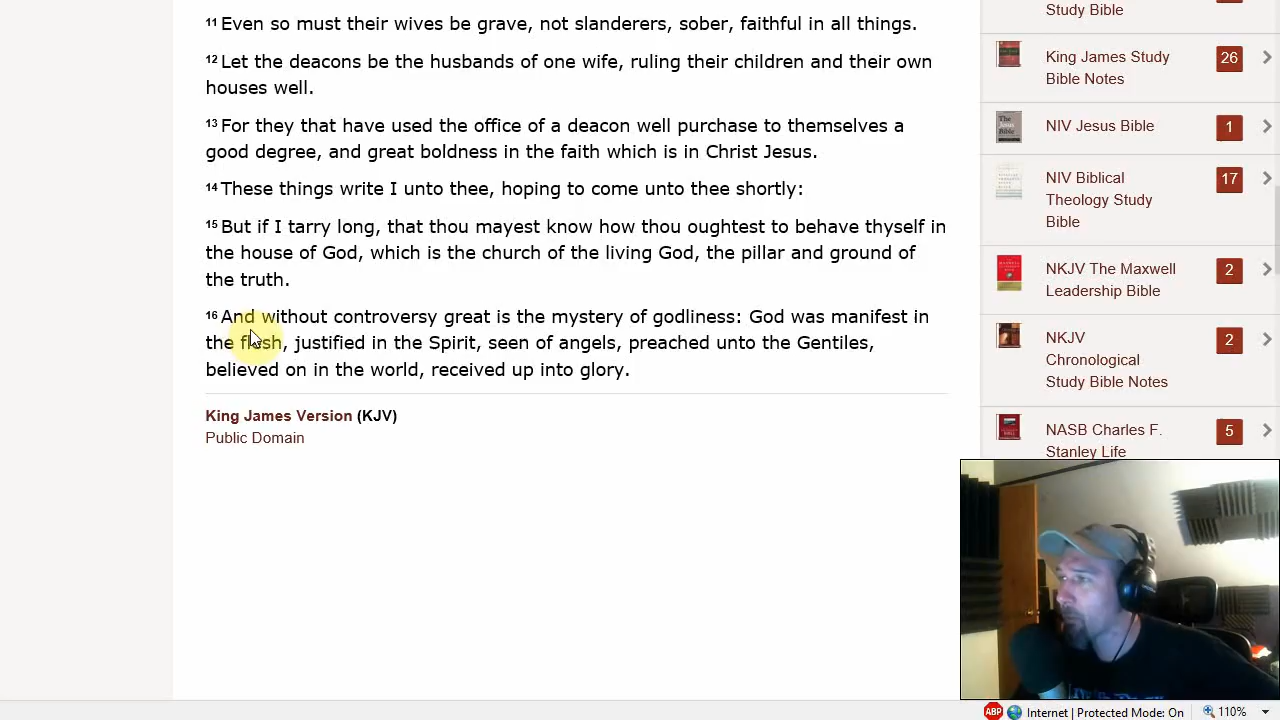 11 Even so must their wives be grave, not slanderers, sober, faithful in all things.
12 Let the deacons be the husbands of one wife, ruling their children and their own
houses well.
13 For they that have used the office of a deacon well purchase to themselves a
good degree, and great boldness in the faith which is in Christ Jesus.
14 These things write I unto thee, hoping to come unto thee shortly:
15 But if I tarry long, that thou mayest know how thou oughtest to behave thyself in
the house of God, which is the church of the living God, the pillar and ground of
the truth.
16 And without controversy great is the mystery of godliness: God was manifest in
the flesh, justified in the Spirit, seen of angels, preached unto the Gentiles,
believed on in the world, received up into glory.
King James Version (KJV)
Public Domain
Study Bible
King James Study 26
Bible Notes
NIV Jesus Bible 1
NIV Biblical 17
Theology Study
Bible
NKJV The Maxwell 2
Leadership Bible
NKJV 2
Chronological
Study Bible Notes
NASB Charles F. 5
Stanley Life
ABP Internet | Protected Mode: On 110%